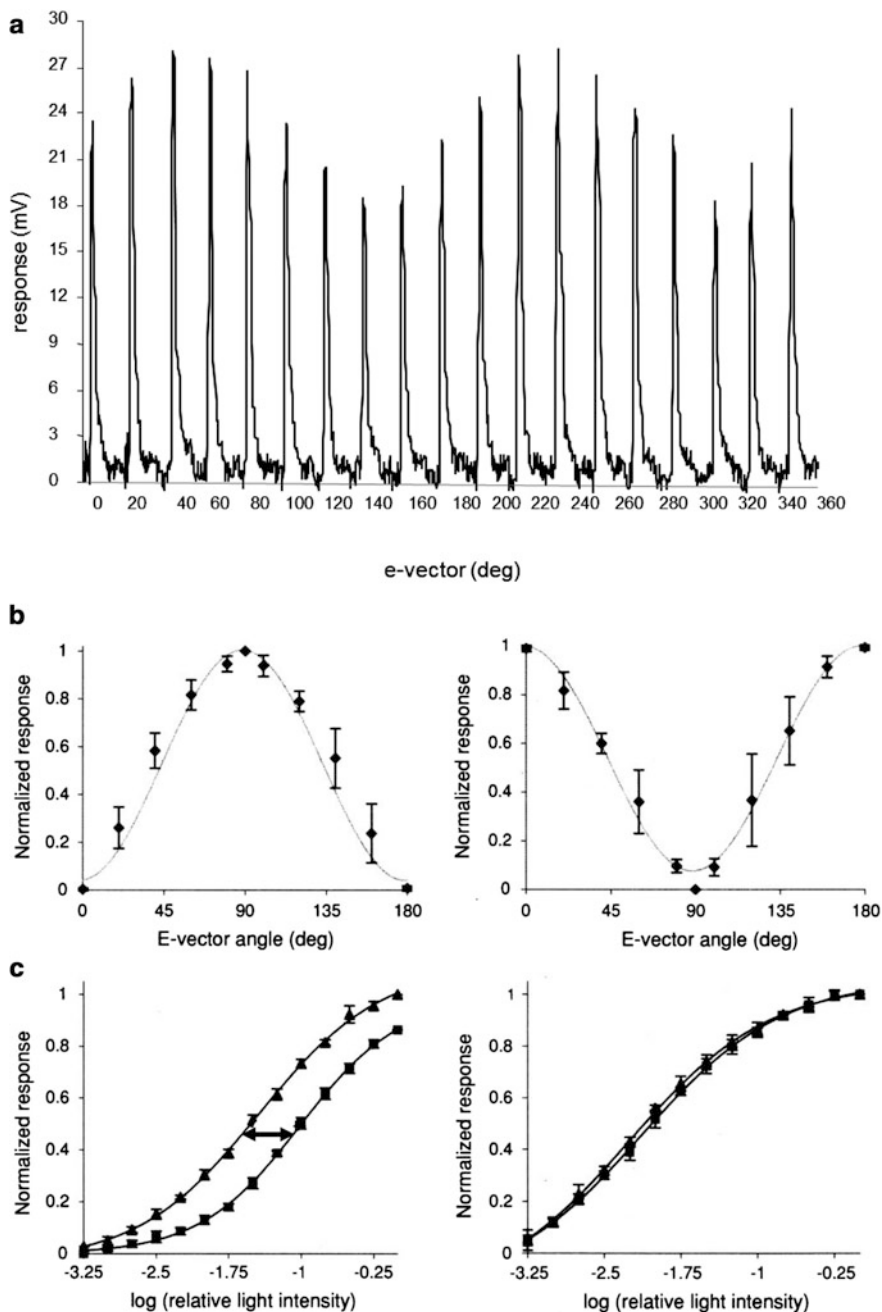 a
response (mV)
30
27
24
21
18
15
12
9
6
3
0
0 20 40 60 80 100 120 140 160 180 200 220 240 260 280 300 320 340 360
e-vector (deg)
b
Normalized response
1
0.8
0.6
0.4
0.2
0
0 45 90 135 180
E-vector angle (deg)
Normalized response
1
0.8
0.6
0.4
0.2
0
0 45 90 135 180
E-vector angle (deg)
c
Normalized response
1
0.8
0.6
0.4
0.2
0
-3.25 -2.5 -1.75 -1 -0.25
log (relative light intensity)
Normalized response
1
0.8
0.6
0.4
0.2
0
-3.25 -2.5 -1.75 -1 -0.25
log (relative light intensity)